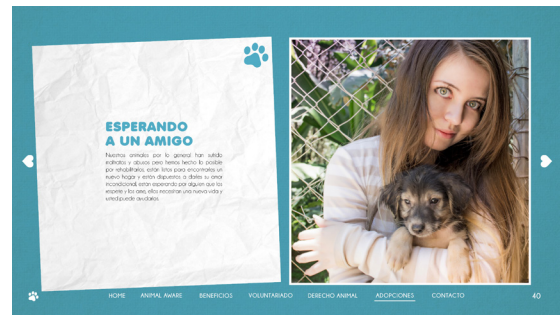 ESPERANDO
A UN AMIGO
Nuestros animales por lo general han sufrido
maltratos y abusos pero hemos hecho lo posible
por rehabilitarlos, están listos para encontrarles un
nuevo hogar y están dispuestos a darles su amor
incondicional, están esperando por alguien que los
respete y los ame, ellos necesitan una nueva vida y
usted puede ayudarlos.
HOME ANIMAL AWARE BENEFICIOS VOLUNTARIADO DERECHO ANIMAL ADOPCIONES CONTACTO 40